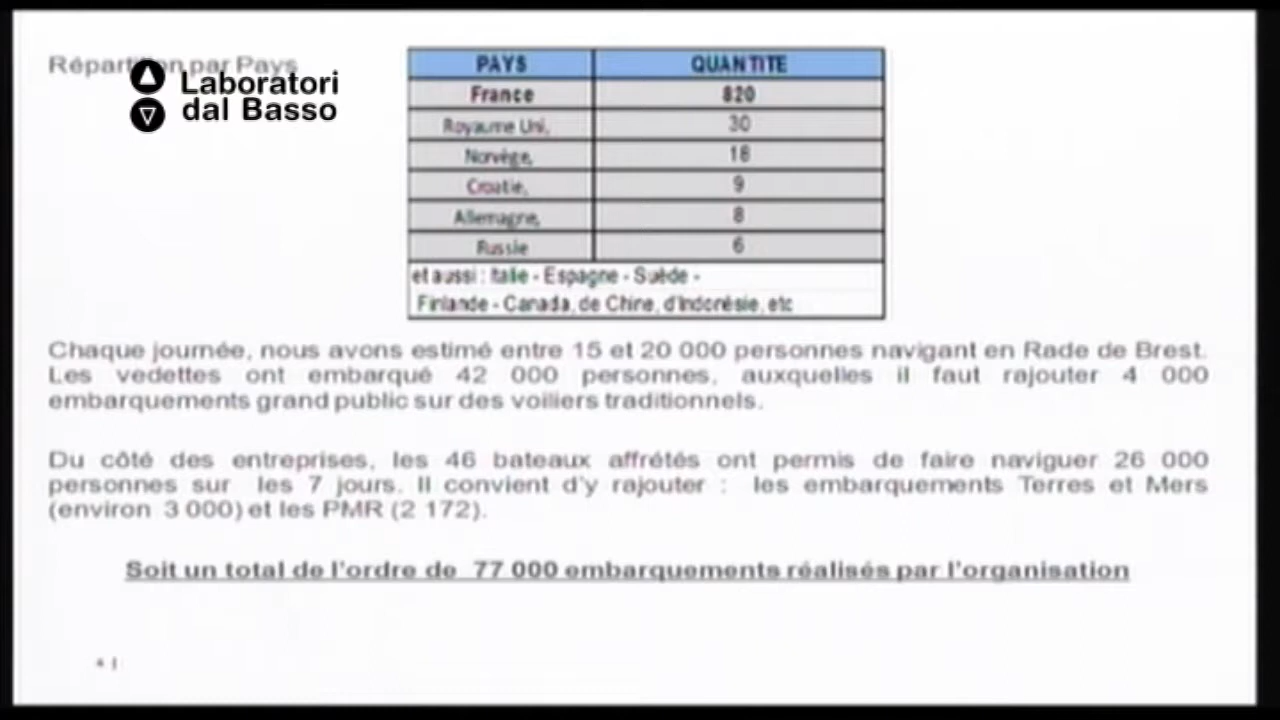 Répartition par Pays
Laboratori
dal Basso
PAYS QUANTITE
France 820
Royaume Uni, 30
Norvège, 18
Croatie, 9
Allemagne, 8
Russie 6
et aussi : Italie - Espagne - Suède -
Finlande - Canada, de Chine, d'Indonésie, etc
Chaque journée, nous avons estimé entre 15 et 20 000 personnes navigant en Rade de Brest.
Les vedettes ont embarqué 42 000 personnes, auxquelles il faut rajouter 4 000
embarquements grand public sur des voiliers traditionnels.
Du côté des entreprises, les 46 bateaux affrétés ont permis de faire naviguer 26 000
personnes sur les 7 jours. Il convient d'y rajouter : les embarquements Terres et Mers
(environ 3 000) et les PMR (2 172).
Soit un total de l'ordre de 77 000 embarquements réalisés par l'organisation